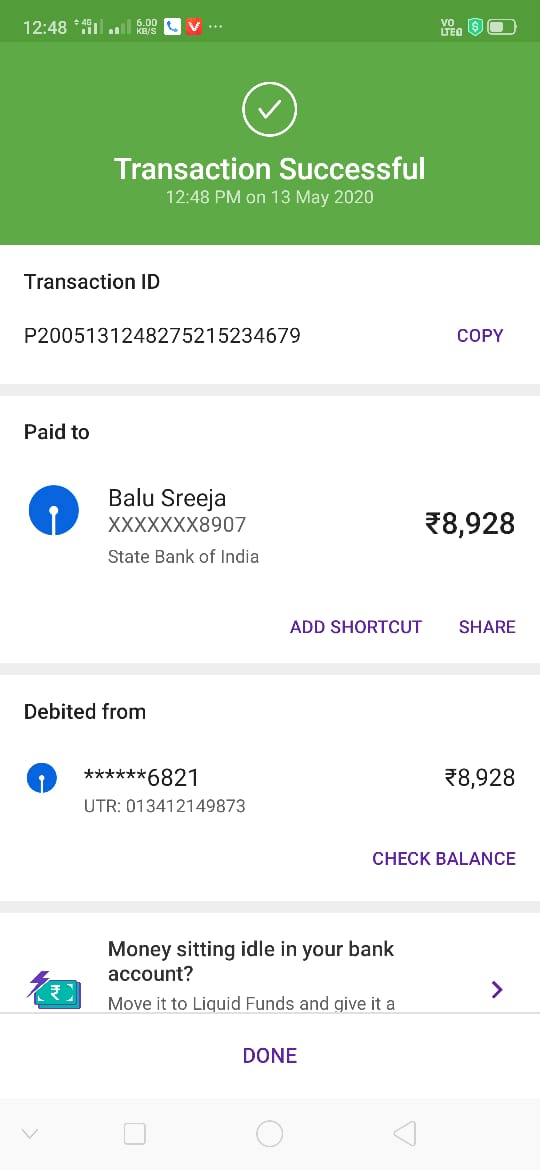 12:48 4G 6.00 KB/S ... VO LTE
Transaction Successful
12:48 PM on 13 May 2020
Transaction ID
P2005131248275215234679 COPY
Paid to
Balu Sreeja
XXXXXXX8907 ₹8,928
State Bank of India
ADD SHORTCUT SHARE
Debited from
******6821 ₹8,928
UTR: 013412149873
CHECK BALANCE
Money sitting idle in your bank
account?
Move it to Liquid Funds and give it a
DONE